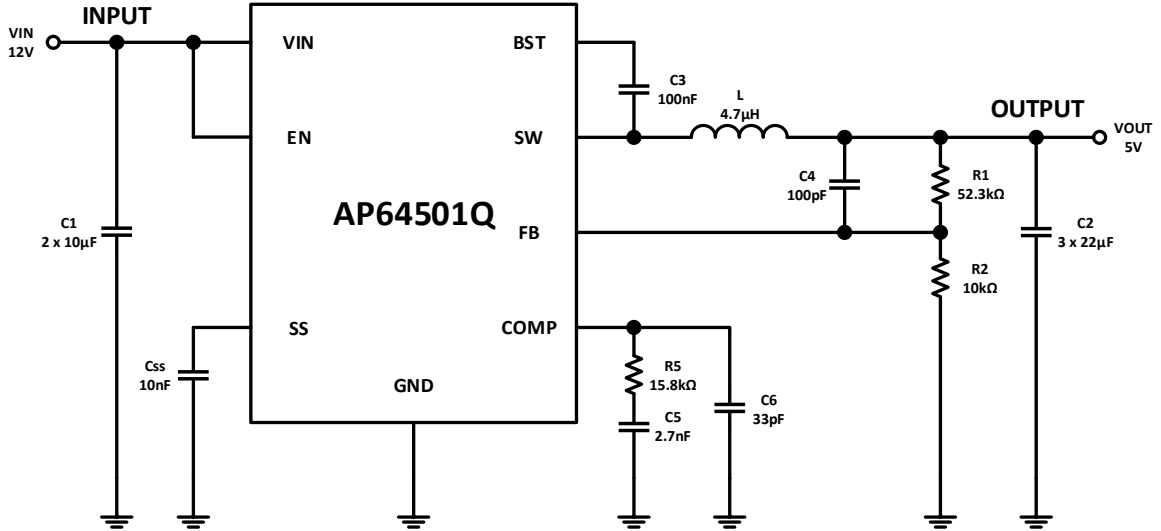 INPUT
VIN
12V
VIN
BST
C3
100nF
L
4.7µH
OUTPUT
VOUT
5V
EN
SW
C4
100pF
R1
52.3kΩ
AP64501Q
C1
2 x 10µF
FB
C2
3 x 22µF
R2
10kΩ
SS
COMP
Css
10nF
GND
R5
15.8kΩ
C5
2.7nF
C6
33pF